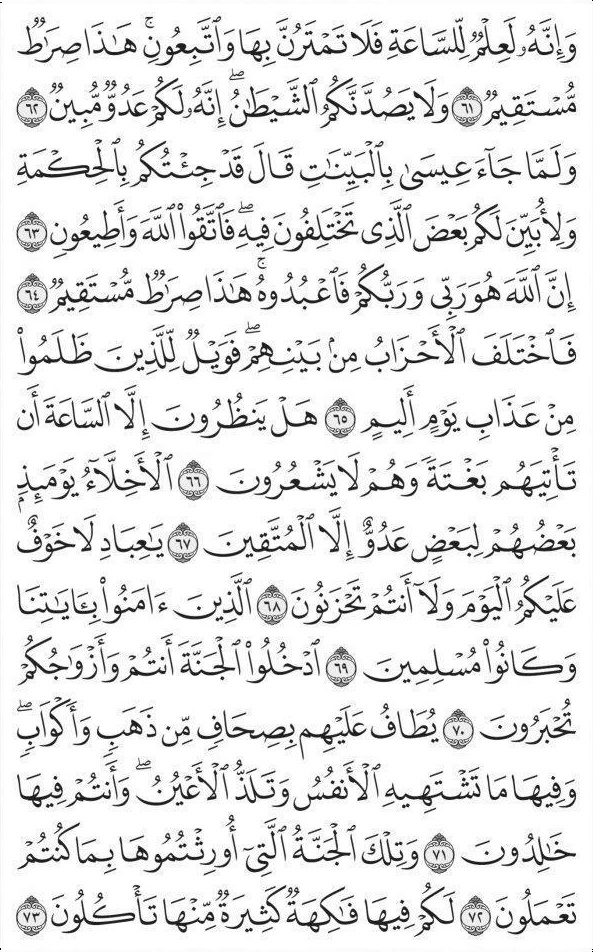 وَإِنَّهُۥ لَعِلْمٌ لِّلسَّاعَةِ فَلَا تَمْتَرُنَّ بِهَا وَٱتَّبِعُونِۚ هَٰذَا صِرَٰطٌ
مُّسْتَقِيمٌ ٦١ وَلَا يَصُدَّنَّكُمُ ٱلشَّيْطَٰنُۖ إِنَّهُۥ لَكُمْ عَدُوٌّ مُّبِينٌ ٦٢
وَلَمَّا جَآءَ عِيسَىٰ بِٱلْبَيِّنَٰتِ قَالَ قَدْ جِئْتُكُم بِٱلْحِكْمَةِ
وَلِأُبَيِّنَ لَكُم بَعْضَ ٱلَّذِى تَخْتَلِفُونَ فِيهِۖ فَٱتَّقُوا۟ ٱللَّهَ وَأَطِيعُونِ ٦٣
إِنَّ ٱللَّهَ هُوَ رَبِّى وَرَبُّكُمْ فَٱعْبُدُوهُۚ هَٰذَا صِرَٰطٌ مُّسْتَقِيمٌ ٦٤
فَٱخْتَلَفَ ٱلْأَحْزَابُ مِنۢ بَيْنِهِمْۖ فَوَيْلٌ لِّلَّذِينَ ظَلَمُوا۟
مِنْ عَذَابِ يَوْمٍ أَلِيمٍ ٦٥ هَلْ يَنظُرُونَ إِلَّا ٱلسَّاعَةَ أَن
تَأْتِيَهُم بَغْتَةً وَهُمْ لَا يَشْعُرُونَ ٦٦ ٱلْأَخِلَّآءُ يَوْمَئِذٍۭ
بَعْضُهُمْ لِبَعْضٍ عَدُوٌّ إِلَّا ٱلْمُتَّقِينَ ٦٧ يَٰعِبَادِ لَا خَوْفٌ
عَلَيْكُمُ ٱلْيَوْمَ وَلَآ أَنتُمْ تَحْزَنُونَ ٦٨ ٱلَّذِينَ ءَامَنُوا۟ بِـَٔايَٰتِنَا
وَكَانُوا۟ مُسْلِمِينَ ٦٩ ٱدْخُلُوا۟ ٱلْجَنَّةَ أَنتُمْ وَأَزْوَٰجُكُمْ
تُحْبَرُونَ ٧٠ يُطَافُ عَلَيْهِم بِصِحَافٍ مِّن ذَهَبٍ وَأَكْوَابٍۖ
وَفِيهَا مَا تَشْتَهِيهِ ٱلْأَنفُسُ وَتَلَذُّ ٱلْأَعْيُنُۖ وَأَنتُمْ فِيهَا
خَٰلِدُونَ ٧١ وَتِلْكَ ٱلْجَنَّةُ ٱلَّتِىٓ أُورِثْتُمُوهَا بِمَا كُنتُمْ
تَعْمَلُونَ ٧٢ لَكُمْ فِيهَا فَٰكِهَةٌ كَثِيرَةٌ مِّنْهَا تَأْكُلُونَ ٧٣